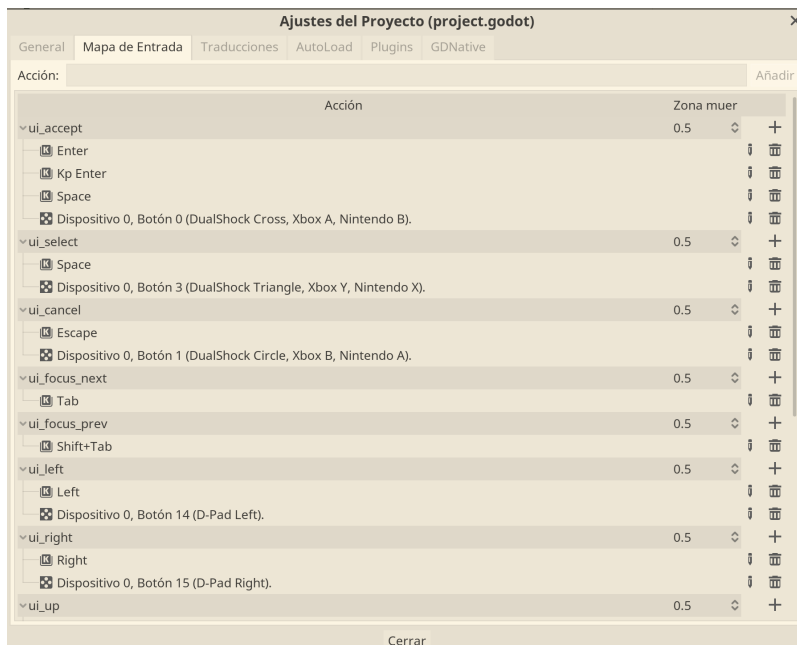 Ajustes del Proyecto (project.godot)
General Mapa de Entrada Traducciones AutoLoad Plugins GDNative
Acción: Añadir
Acción Zona muer
ui_accept 0.5
Enter
Kp Enter
Space
Dispositivo 0, Botón 0 (DualShock Cross, Xbox A, Nintendo B).
ui_select 0.5
Space
Dispositivo 0, Botón 3 (DualShock Triangle, Xbox Y, Nintendo X).
ui_cancel 0.5
Escape
Dispositivo 0, Botón 1 (DualShock Circle, Xbox B, Nintendo A).
ui_focus_next 0.5
Tab
ui_focus_prev 0.5
Shift+Tab
ui_left 0.5
Left
Dispositivo 0, Botón 14 (D-Pad Left).
ui_right 0.5
Right
Dispositivo 0, Botón 15 (D-Pad Right).
ui_up 0.5
Cerrar